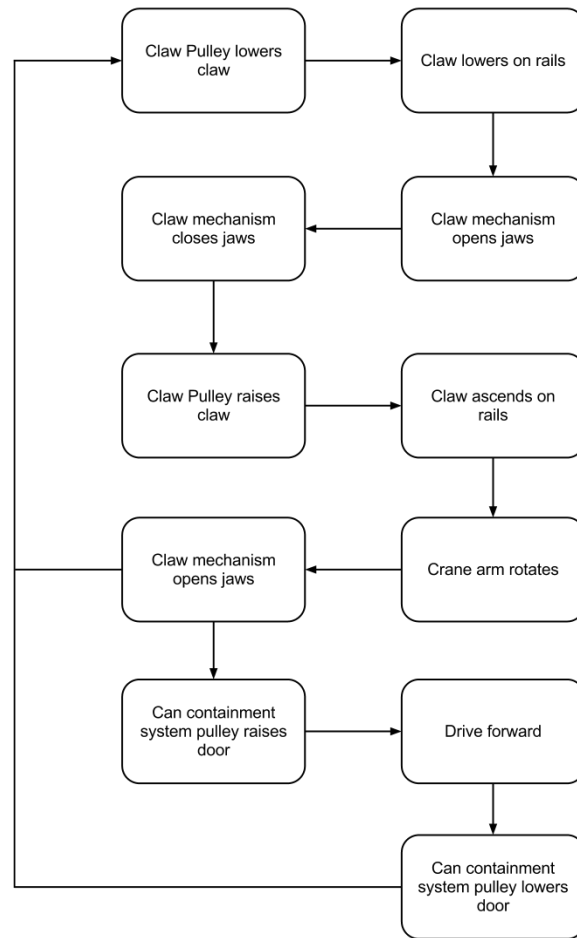 Claw Pulley lowers
claw
Claw lowers on rails
Claw mechanism
closes jaws
Claw mechanism
opens jaws
Claw Pulley raises
claw
Claw ascends on
rails
Claw mechanism
opens jaws
Crane arm rotates
Can containment
system pulley raises
door
Drive forward
Can containment
system pulley lowers
door